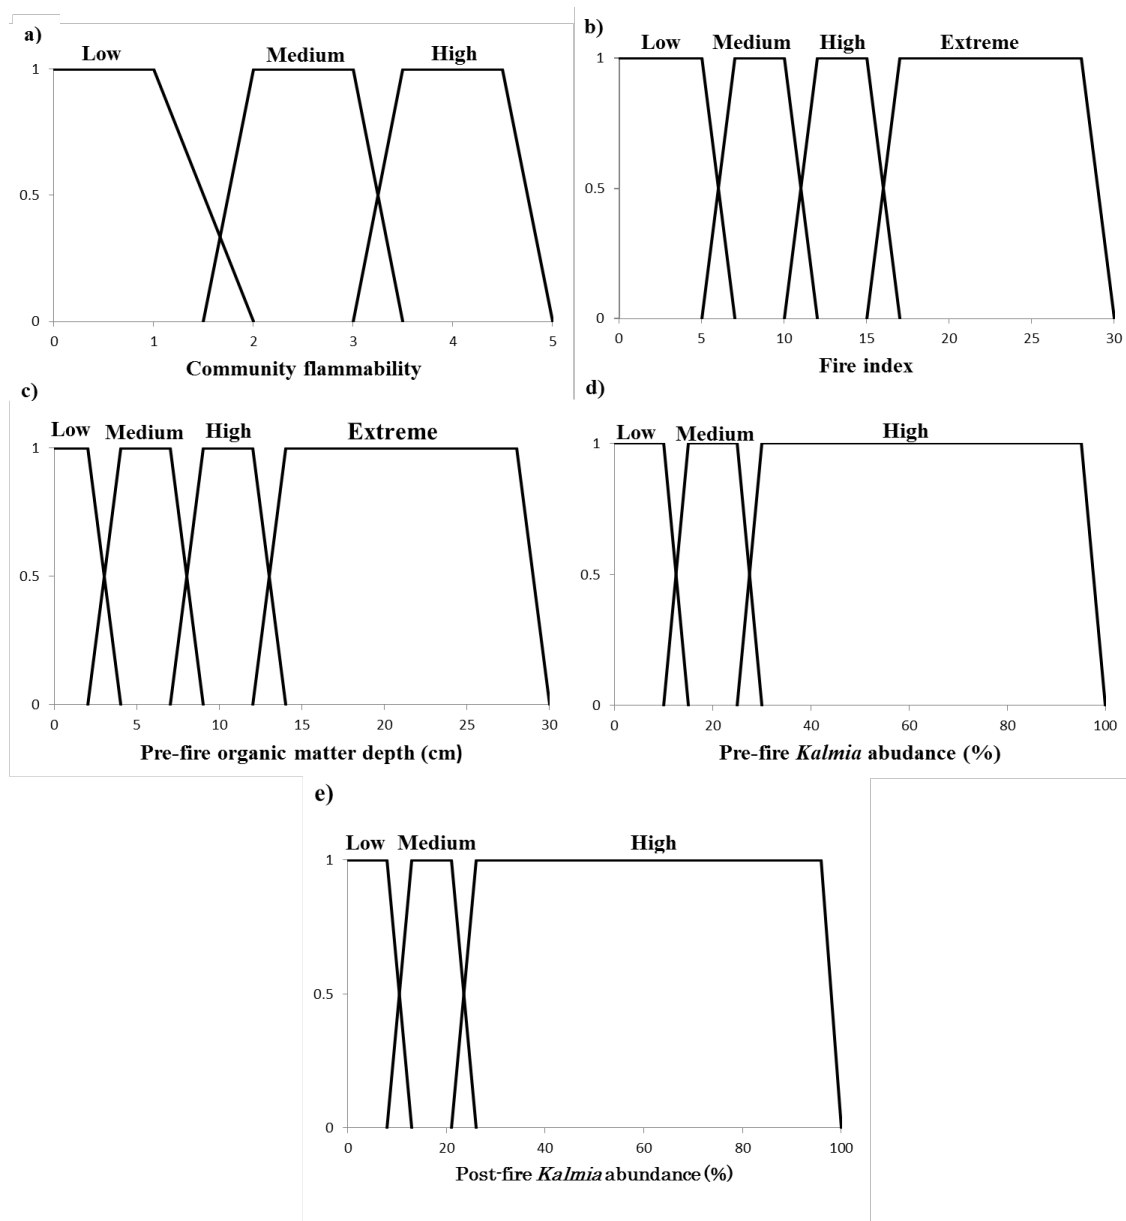 a)
Low Medium High
1
0.5
0
0 1 2 3 4 5
Community flammability
b)
Low Medium High Extreme
1
0.5
0
0 5 10 15 20 25 30
Fire index
c)
Low Medium High Extreme
1
0.5
0
0 5 10 15 20 25 30
Pre-fire organic matter depth (cm)
d)
Low Medium High
1
0.5
0
0 20 40 60 80 100
Pre-fire Kalmia abudance (%)
e)
Low Medium High
1
0.5
0
0 20 40 60 80 100
Post-fire Kalmia abundance (%)